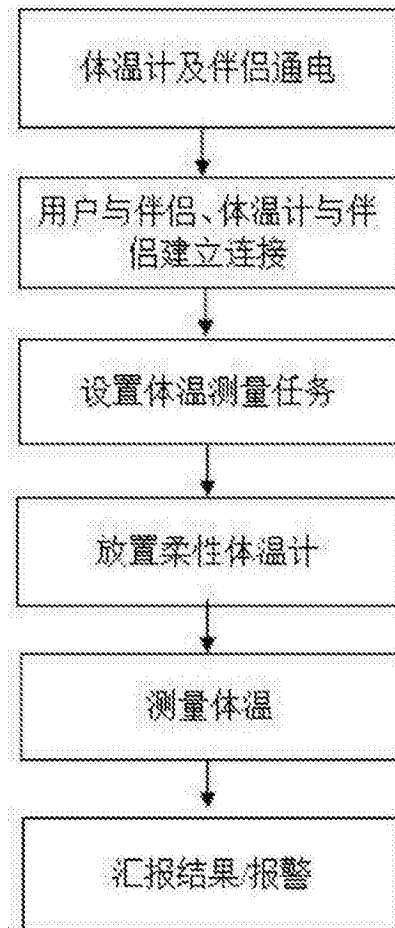 体温计及伴侣通电
用户与伴侣、体温计与伴
侣建立连接
设置体温测量任务
放置柔性体温计
测量体温
汇报结果/报警